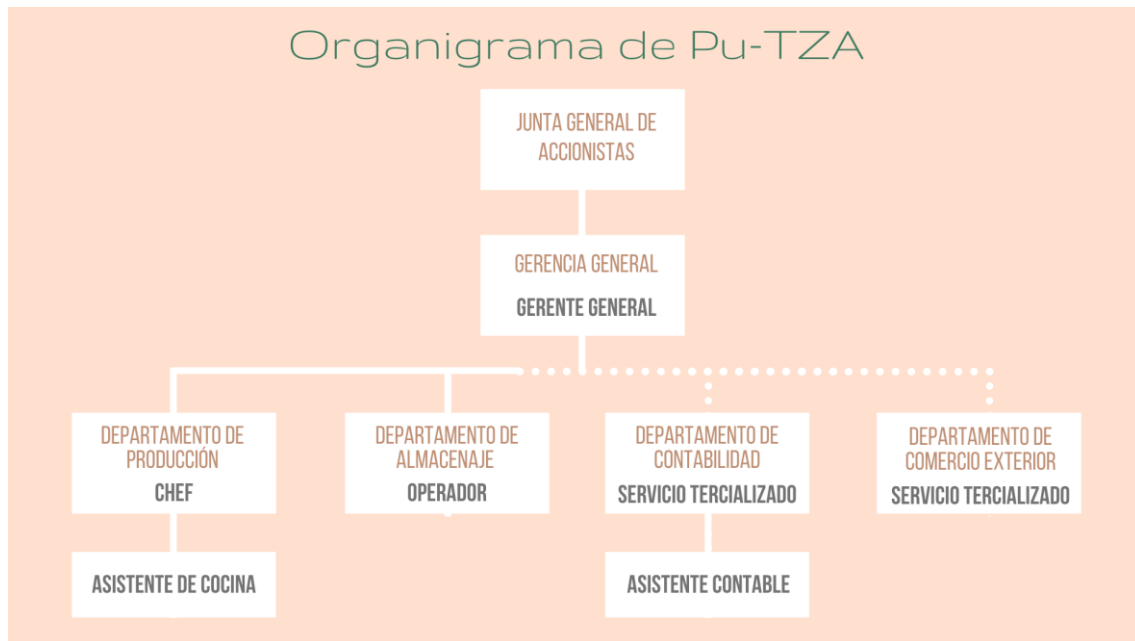 Organigrama de Pu-TZA
JUNTA GENERAL DE
ACCIONISTAS
GERENCIA GENERAL
GERENTE GENERAL
DEPARTAMENTO DE
PRODUCCIÓN
CHEF
DEPARTAMENTO DE
ALMACENAJE
OPERADOR
DEPARTAMENTO DE
CONTABILIDAD
SERVICIO TERCIALIZADO
DEPARTAMENTO DE
COMERCIO EXTERIOR
SERVICIO TERCIALIZADO
ASISTENTE DE COCINA
ASISTENTE CONTABLE